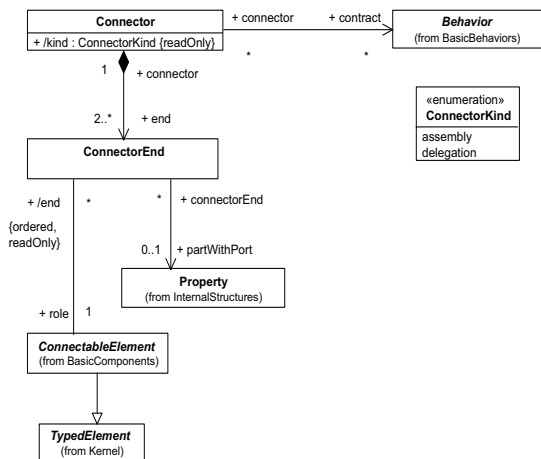 Connector
+ /kind : ConnectorKind {readOnly}
+ connector
+ contract
*
*
Behavior
(from BasicBehaviors)
1
+ connector
2..*
+ end
«enumeration»
ConnectorKind
assembly
delegation
ConnectorEnd
+ /end
*
{ordered,
readOnly}
*
+ connectorEnd
0..1
+ partWithPort
Property
(from InternalStructures)
+ role
1
ConnectableElement
(from BasicComponents)
TypedElement
(from Kernel)